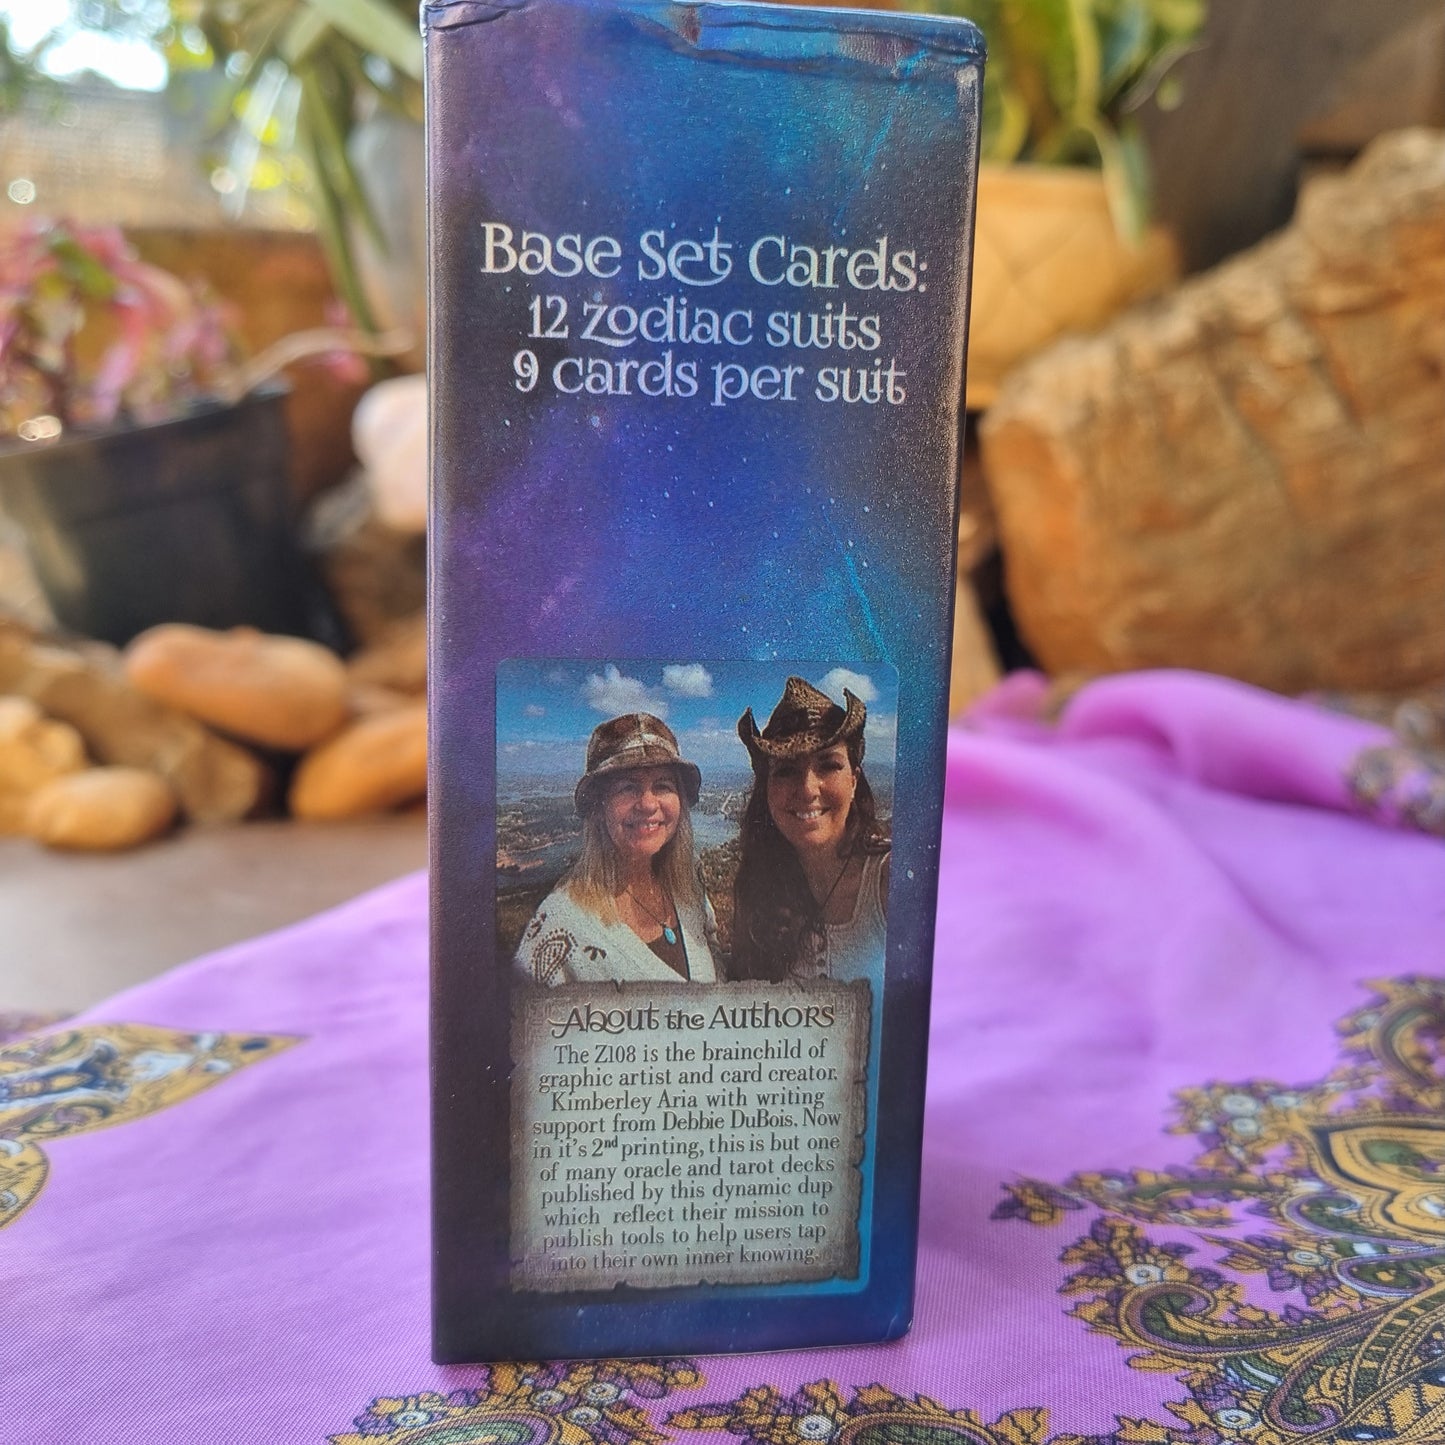 Base Set Cards:
12 Zodiac suits
9 cards per suit
About the Authors
The Z108 is the brainchild of
graphic artist and card creator.
Kimberley Aria with writing
support from Debbie DuBois. Now
in it's 2nd printing, this is but one
of many oracle and tarot decks
published by this dynamic dup
which reflect their mission to
publish tools to help users tap
into their own inner knowing.